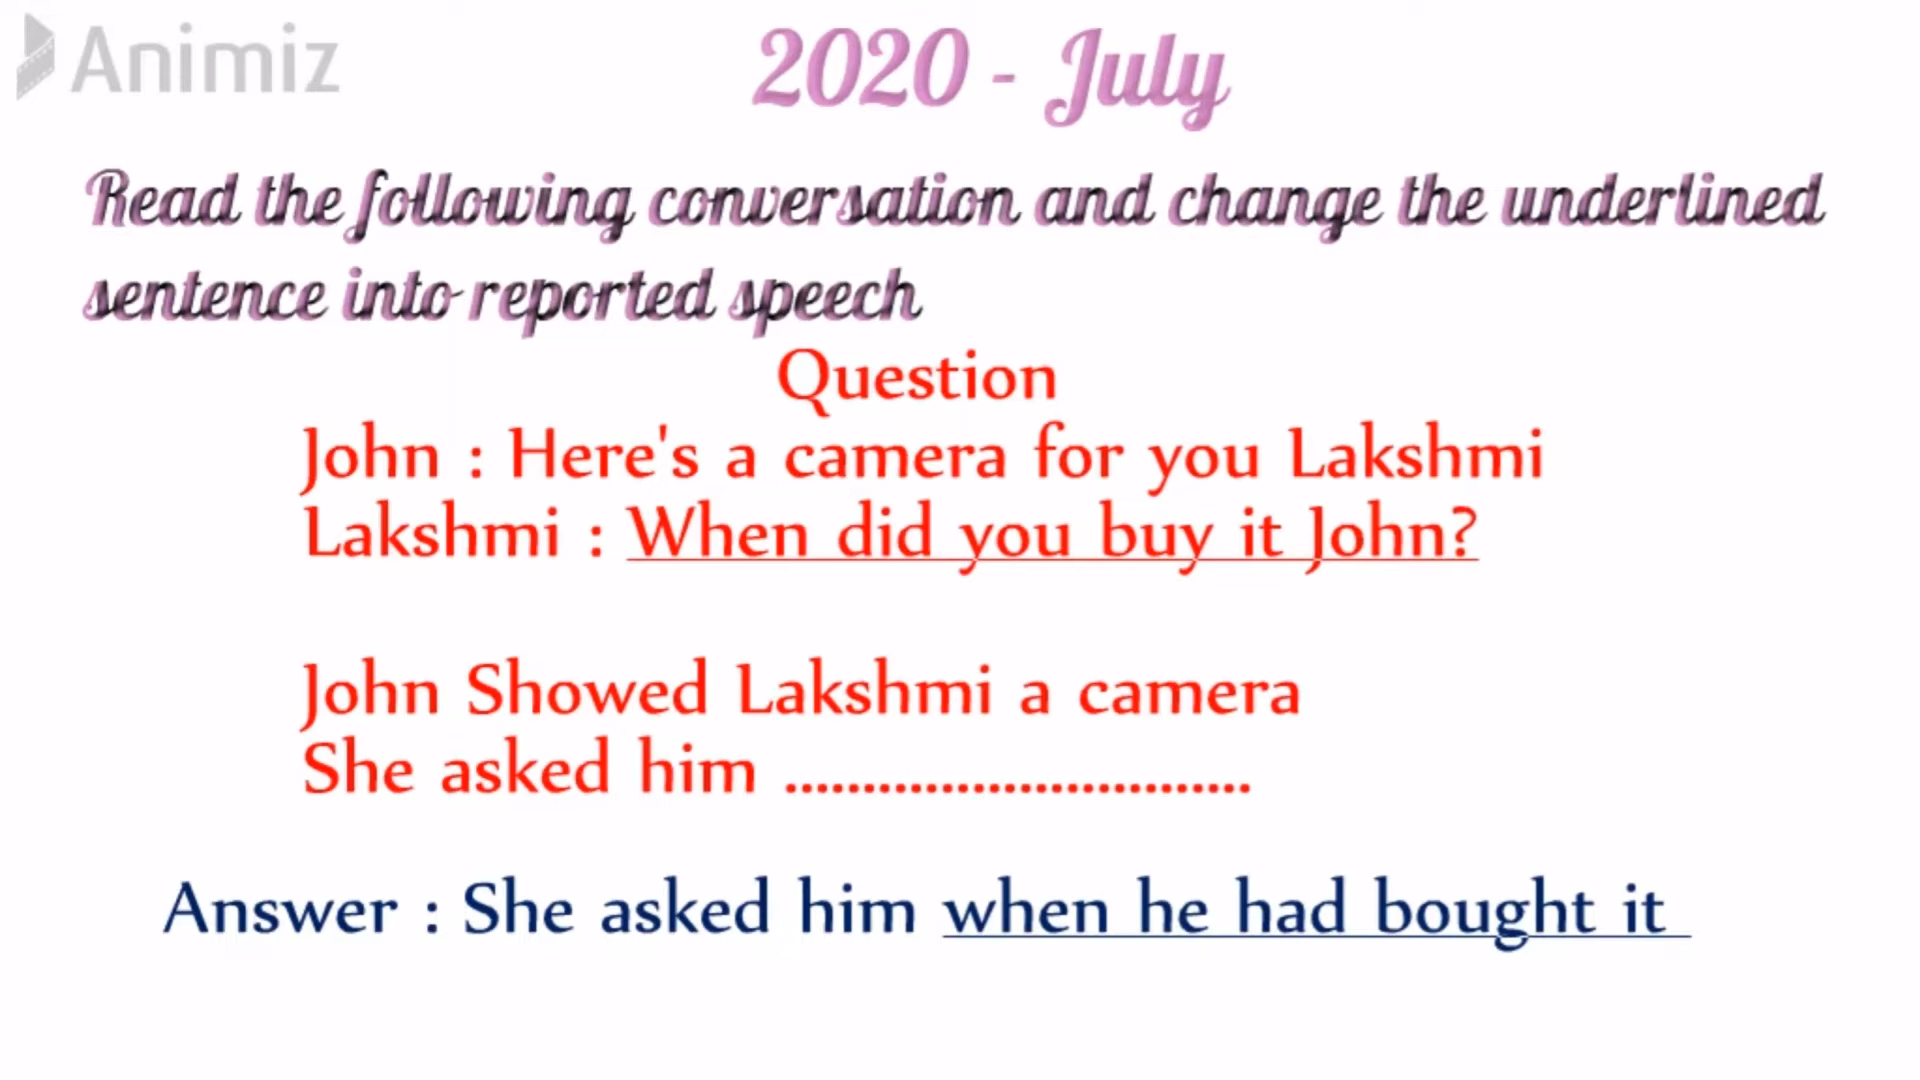 Animiz
2020 - July
Read the following conversation and change the underlined
sentence into reported speech
Question
John : Here's a camera for you Lakshmi
Lakshmi : When did you buy it John?
John Showed Lakshmi a camera
She asked him ..............................
Answer : She asked him when he had bought it